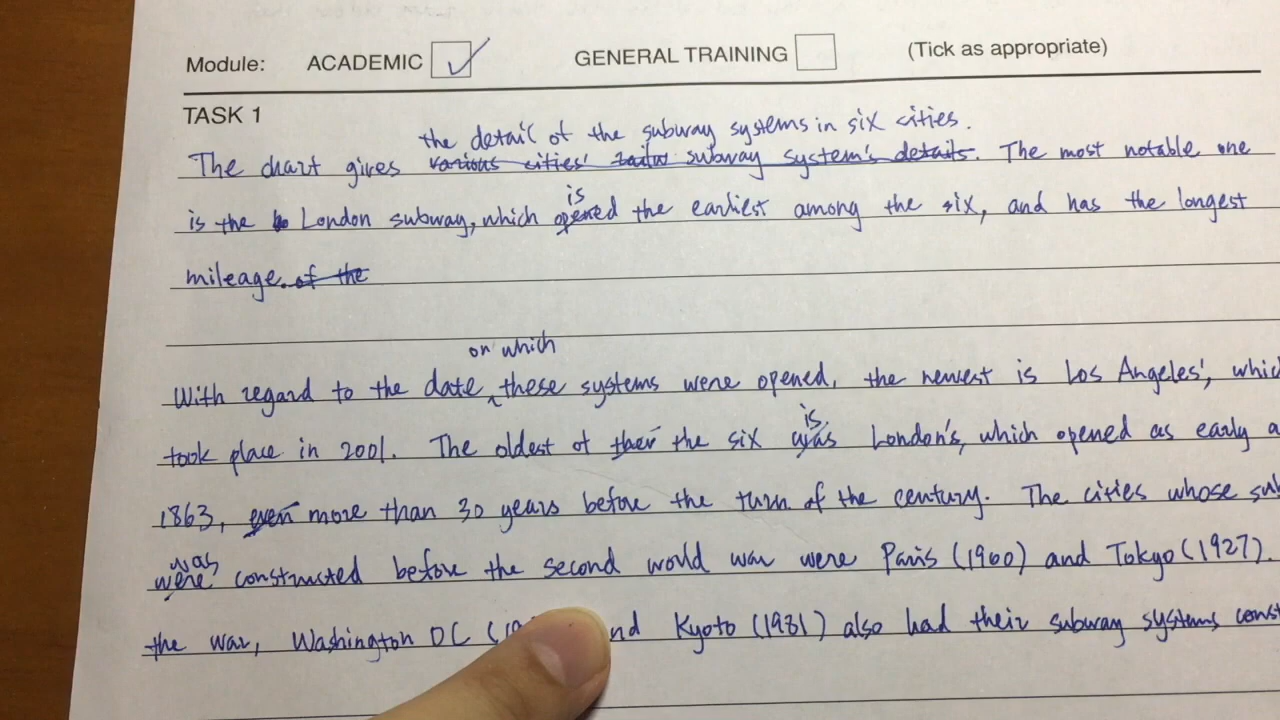 Module: ACADEMIC GENERAL TRAINING (Tick as appropriate)
TASK 1
the detail of the subway systems in six cities.
The chart gives various cities' subway system's details. The most notable one
is
is the London subway, which opened the earliest among the six, and has the longest
mileage. of the
on which
With regard to the date these systems were opened, the newest is Los Angeles', which
is
took place in 2001. The oldest of their the six was London's, which opened as early a
1863, even more than 30 years before the turn of the century. The cities whose sub
was
were constructed before the second world war were Paris (1900) and Tokyo (1927).
the war, Washington DC (19 nd Kyoto (1981) also had their subway systems const